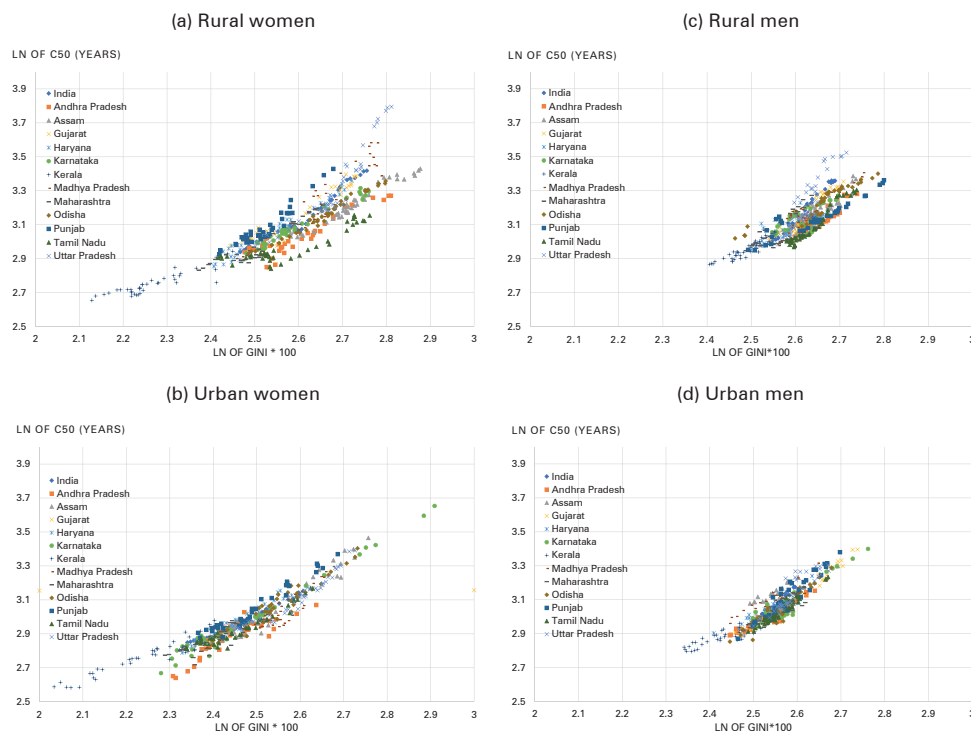 (a) Rural women
LN OF C50 (YEARS)
3.9
3.7
3.5
3.3
3.1
2.9
2.7
2.5
India
Andhra Pradesh
Assam
Gujarat
Haryana
Karnataka
Kerala
Madhya Pradesh
Maharashtra
Odisha
Punjab
Tamil Nadu
Uttar Pradesh
2 2.1 2.2 2.3 2.4 2.5 2.6 2.7 2.8 2.9 3
LN OF GINI * 100
(c) Rural men
LN OF C50 (YEARS)
3.9
3.7
3.5
3.3
3.1
2.9
2.7
2.5
India
Andhra Pradesh
Assam
Gujarat
Haryana
Karnataka
Kerala
Madhya Pradesh
Maharashtra
Odisha
Punjab
Tamil Nadu
Uttar Pradesh
2 2.1 2.2 2.3 2.4 2.5 2.6 2.7 2.8 2.9 3
LN OF GINI*100
(b) Urban women
LN OF C50 (YEARS)
3.9
3.7
3.5
3.3
3.1
2.9
2.7
2.5
India
Andhra Pradesh
Assam
Gujarat
Haryana
Karnataka
Kerala
Madhya Pradesh
Maharashtra
Odisha
Punjab
Tamil Nadu
Uttar Pradesh
2 2.1 2.2 2.3 2.4 2.5 2.6 2.7 2.8 2.9 3
LN OF GINI * 100
(d) Urban men
LN OF C50 (YEARS)
3.9
3.7
3.5
3.3
3.1
2.9
2.7
2.5
India
Andhra Pradesh
Assam
Gujarat
Haryana
Karnataka
Kerala
Madhya Pradesh
Maharashtra
Odisha
Punjab
Tamil Nadu
Uttar Pradesh
2 2.1 2.2 2.3 2.4 2.5 2.6 2.7 2.8 2.9 3
LN OF GINI*100